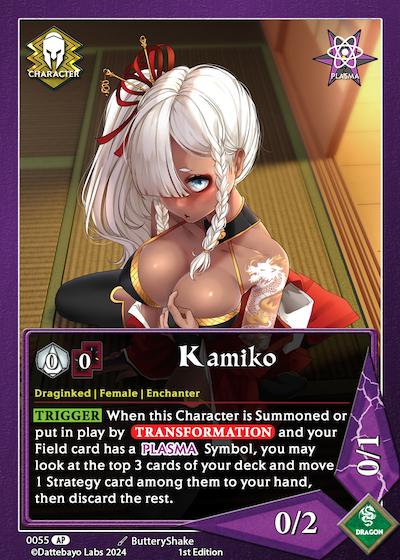 CHARACTER
PLASMA
0
0
Kamiko
Draginked | Female | Enchanter
TRIGGER When this Character is Summoned or
put in play by TRANSFORMATION and your
Field card has a PLASMA Symbol, you may
look at the top 3 cards of your deck and move
1 Strategy card among them to your hand,
then discard the rest.
0/1
0/2
DRAGON
0055 AP ButteryShake
©Dattebayo Labs 2024 1st Edition